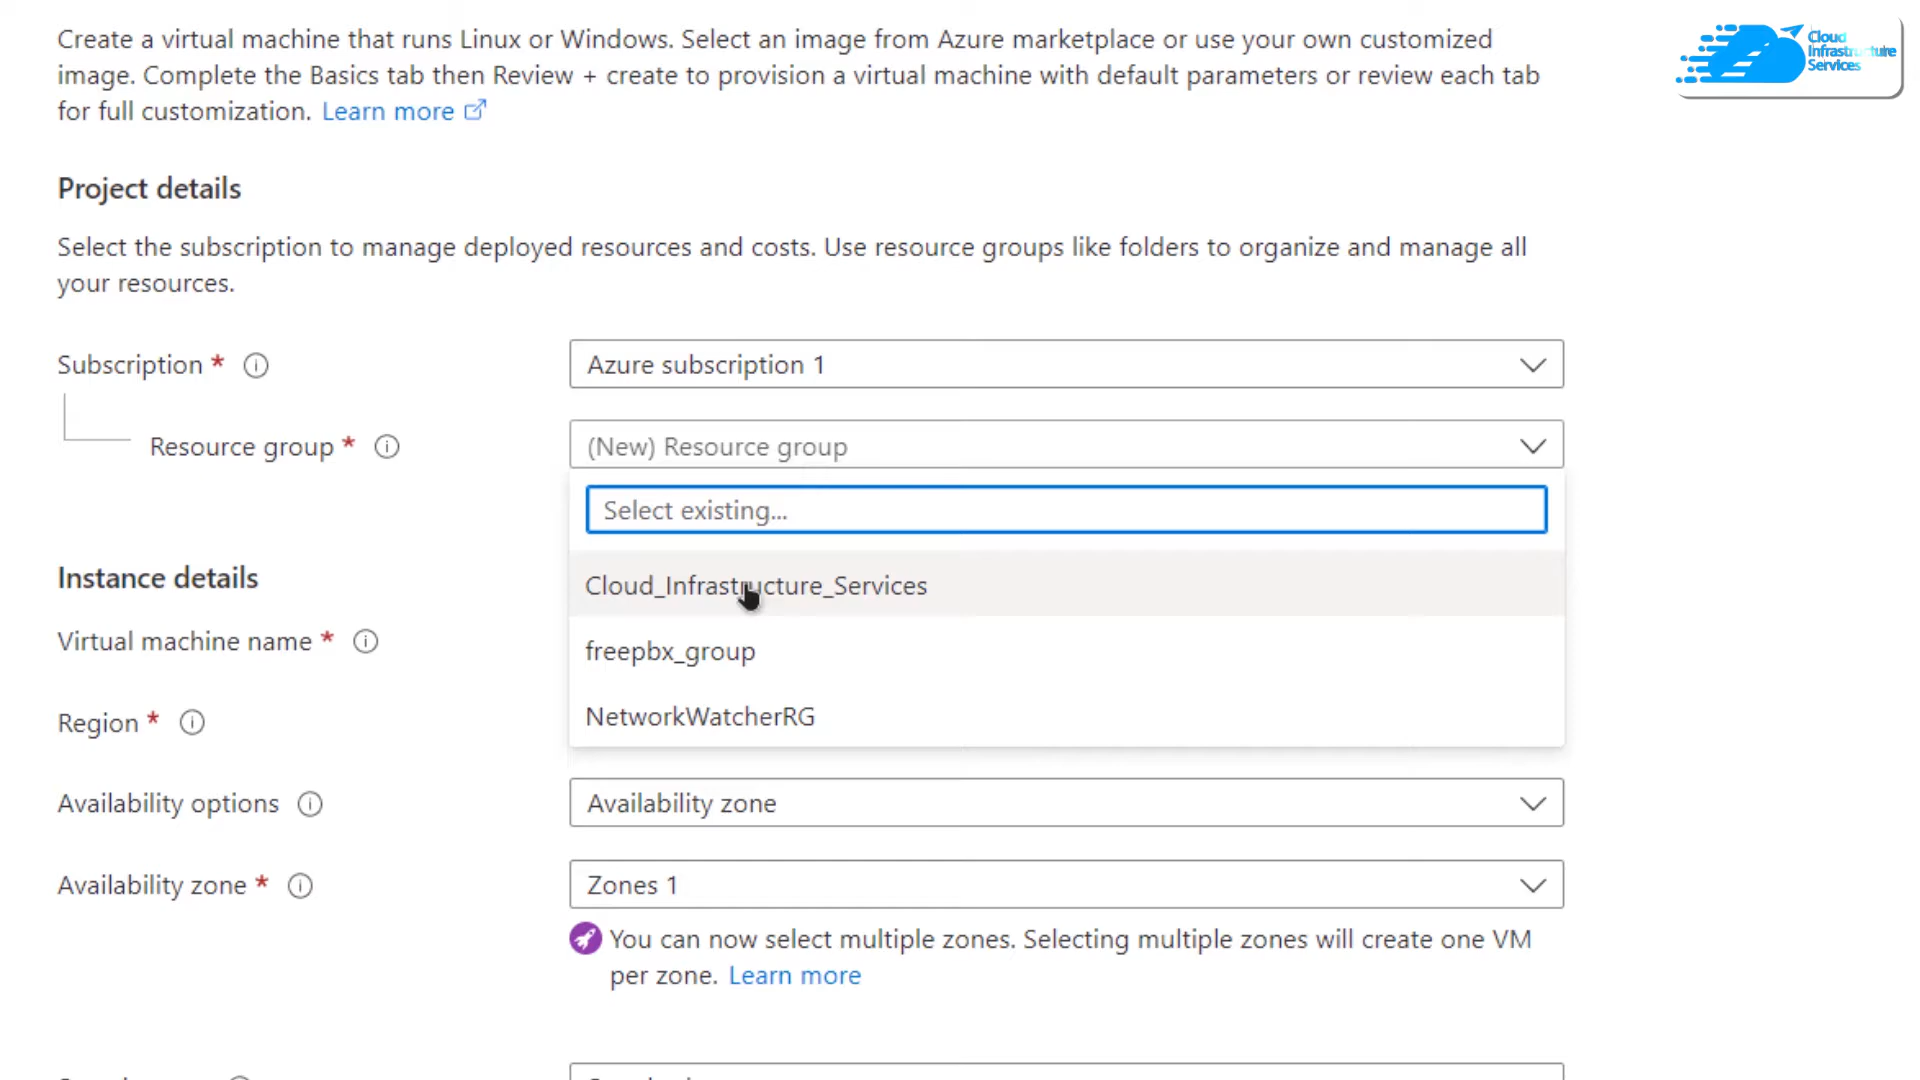 Create a virtual machine that runs Linux or Windows. Select an image from Azure marketplace or use your own customized
image. Complete the Basics tab then Review + create to provision a virtual machine with default parameters or review each tab
for full customization. Learn more
Cloud
Infrastructure
Services
Project details
Select the subscription to manage deployed resources and costs. Use resource groups like folders to organize and manage all
your resources.
Subscription *
Azure subscription 1
Resource group *
(New) Resource group
Select existing...
Cloud_Infrastructure_Services
freepbx_group
NetworkWatcherRG
Instance details
Virtual machine name *
Region *
Availability options
Availability zone
Availability zone *
Zones 1
You can now select multiple zones. Selecting multiple zones will create one VM
per zone. Learn more